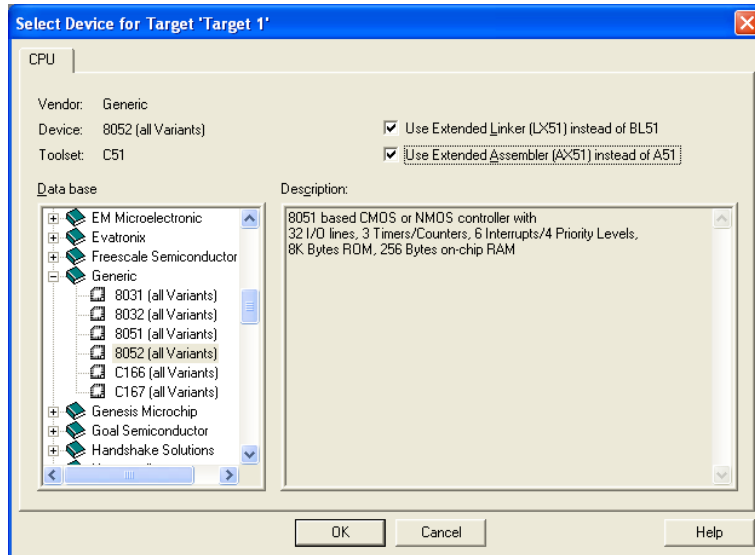 Select Device for Target 'Target 1'
CPU
Vendor: Generic
Device: 8052 (all Variants)
Toolset: C51
Use Extended Linker (LX51) instead of BL51
Use Extended Assembler (AX51) instead of A51
Data base
EM Microelectronic
Evatronix
Freescale Semiconductor
Generic
8031 (all Variants)
8032 (all Variants)
8051 (all Variants)
8052 (all Variants)
C166 (all Variants)
C167 (all Variants)
Genesis Microchip
Goal Semiconductor
Handshake Solutions
Description:
8051 based CMOS or NMOS controller with
32 I/O lines, 3 Timers/Counters, 6 Interrupts/4 Priority Levels,
8K Bytes ROM, 256 Bytes on-chip RAM
OK
Cancel
Help